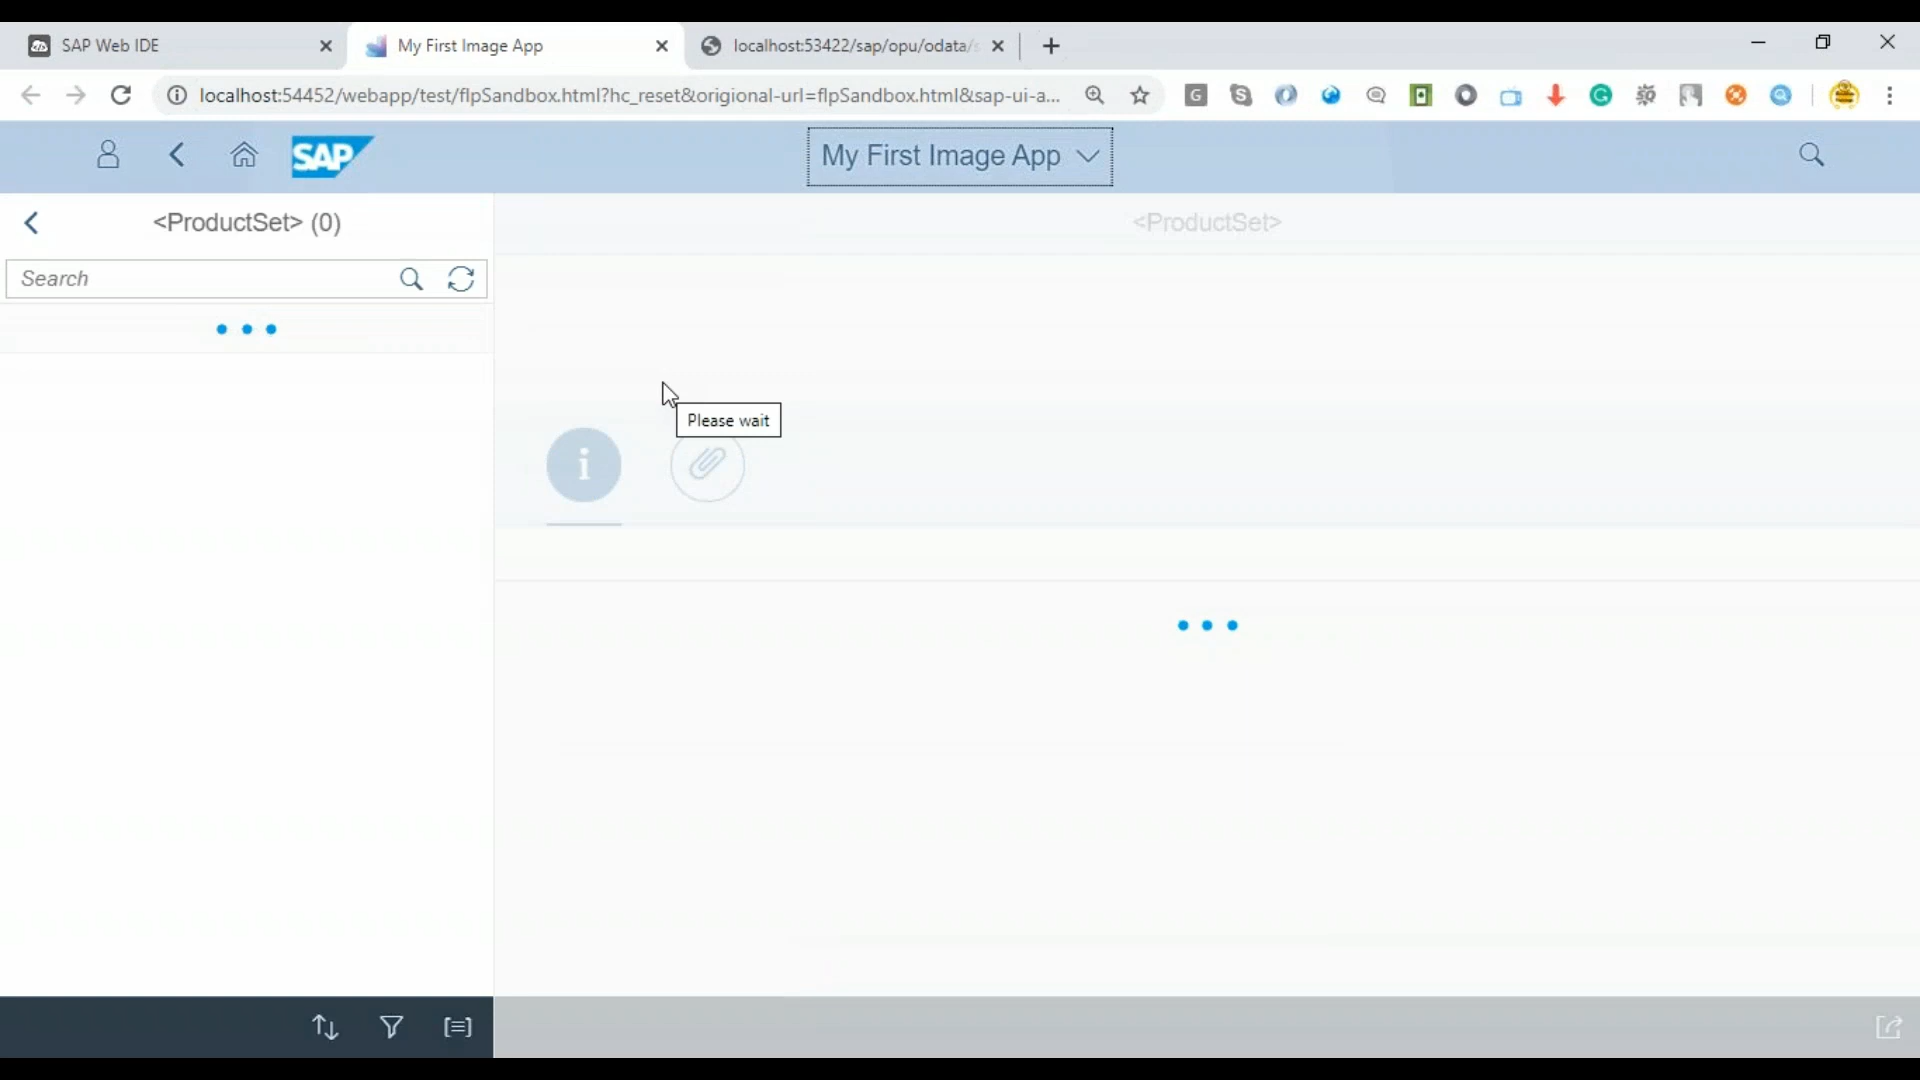 SAP Web IDE
My First Image App
localhost:53422/sap/opu/odata/
localhost:54452/webapp/test/flpSandbox.html?hc_reset&origional-url=flpSandbox.html&sap-ui-a...
SAP
My First Image App
<ProductSet> (0)
<ProductSet>
Search
Please wait